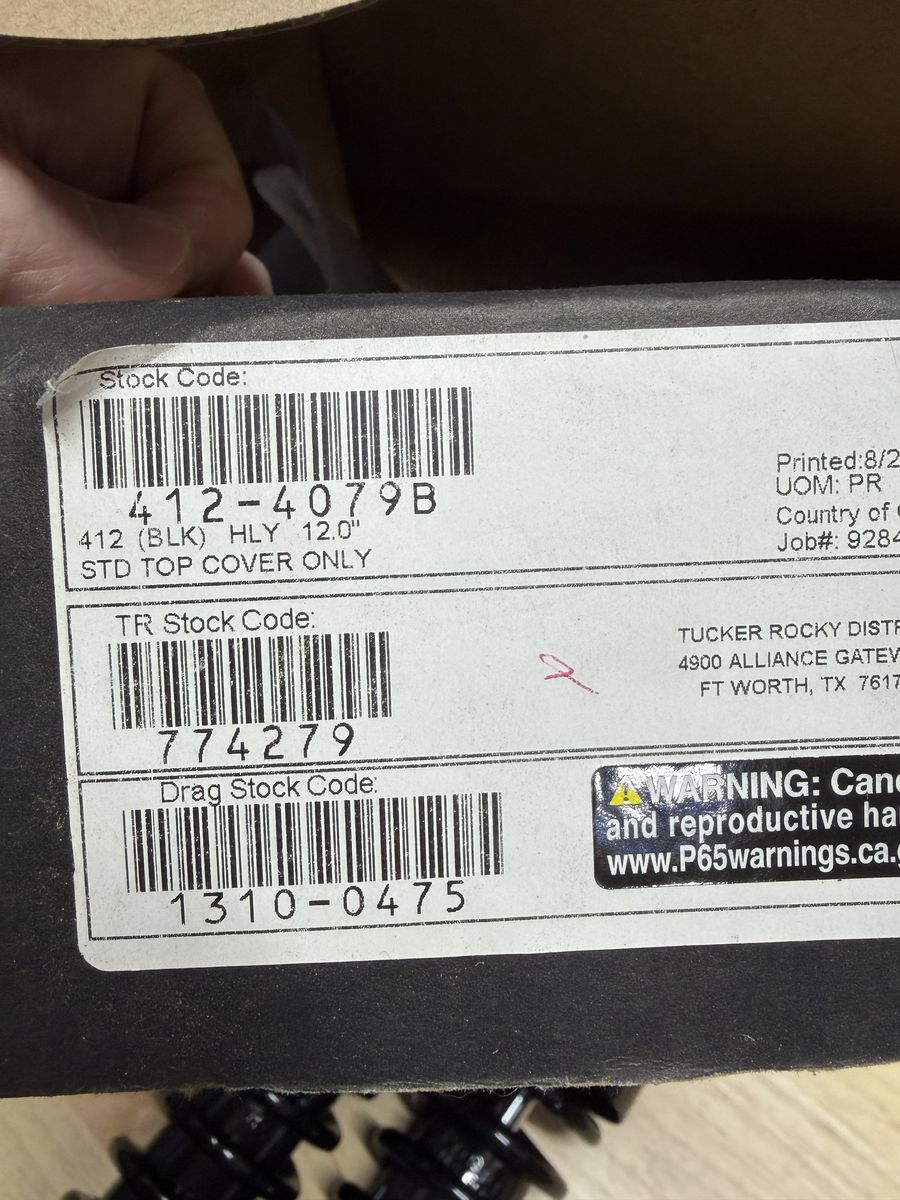 Stock Code:
412-4079B
412 (BLK) HLY 12.0"
STD TOP COVER ONLY
Printed:8/2
UOM: PR
Country of
Job#: 9284
TR Stock Code:
774279
TUCKER ROCKY DISTR
4900 ALLIANCE GATEW
FT WORTH, TX 7617
2
Drag Stock Code:
1310-0475
WARNING: Canc
and reproductive ha
www.P65warnings.ca.g